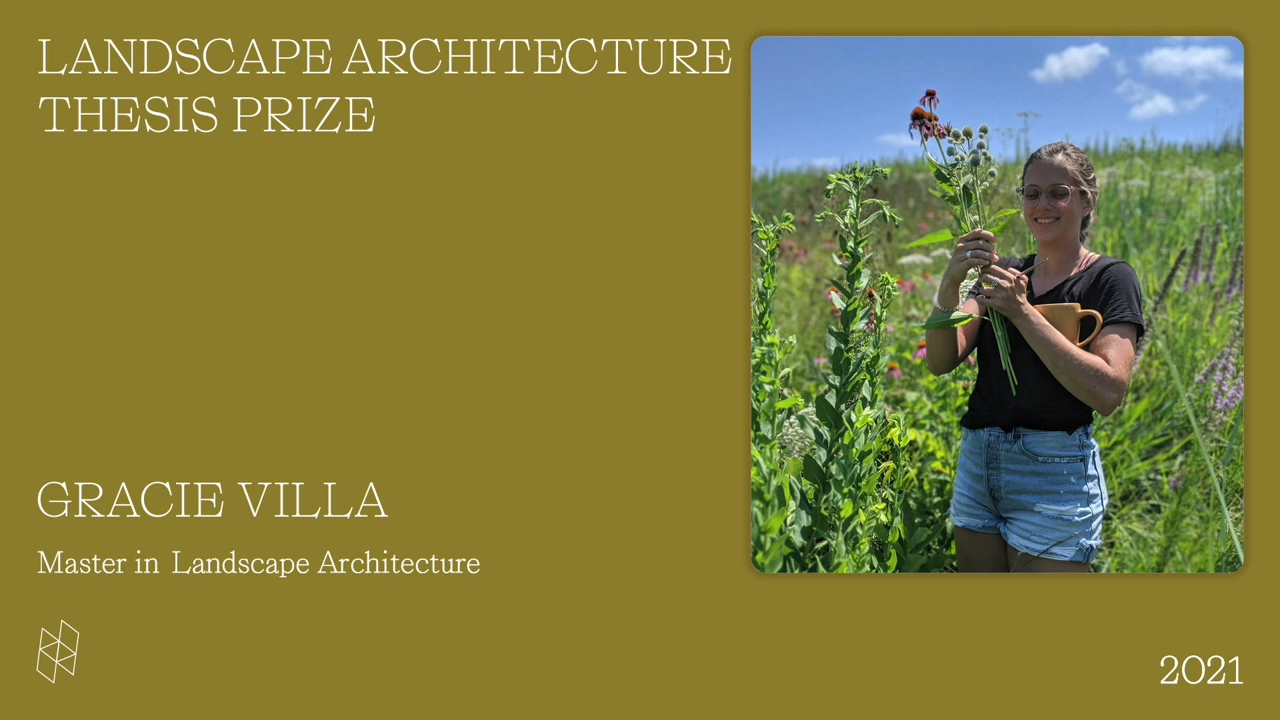 LANDSCAPE ARCHITECTURE
THESIS PRIZE
GRACIE VILLA
Master in Landscape Architecture
2021